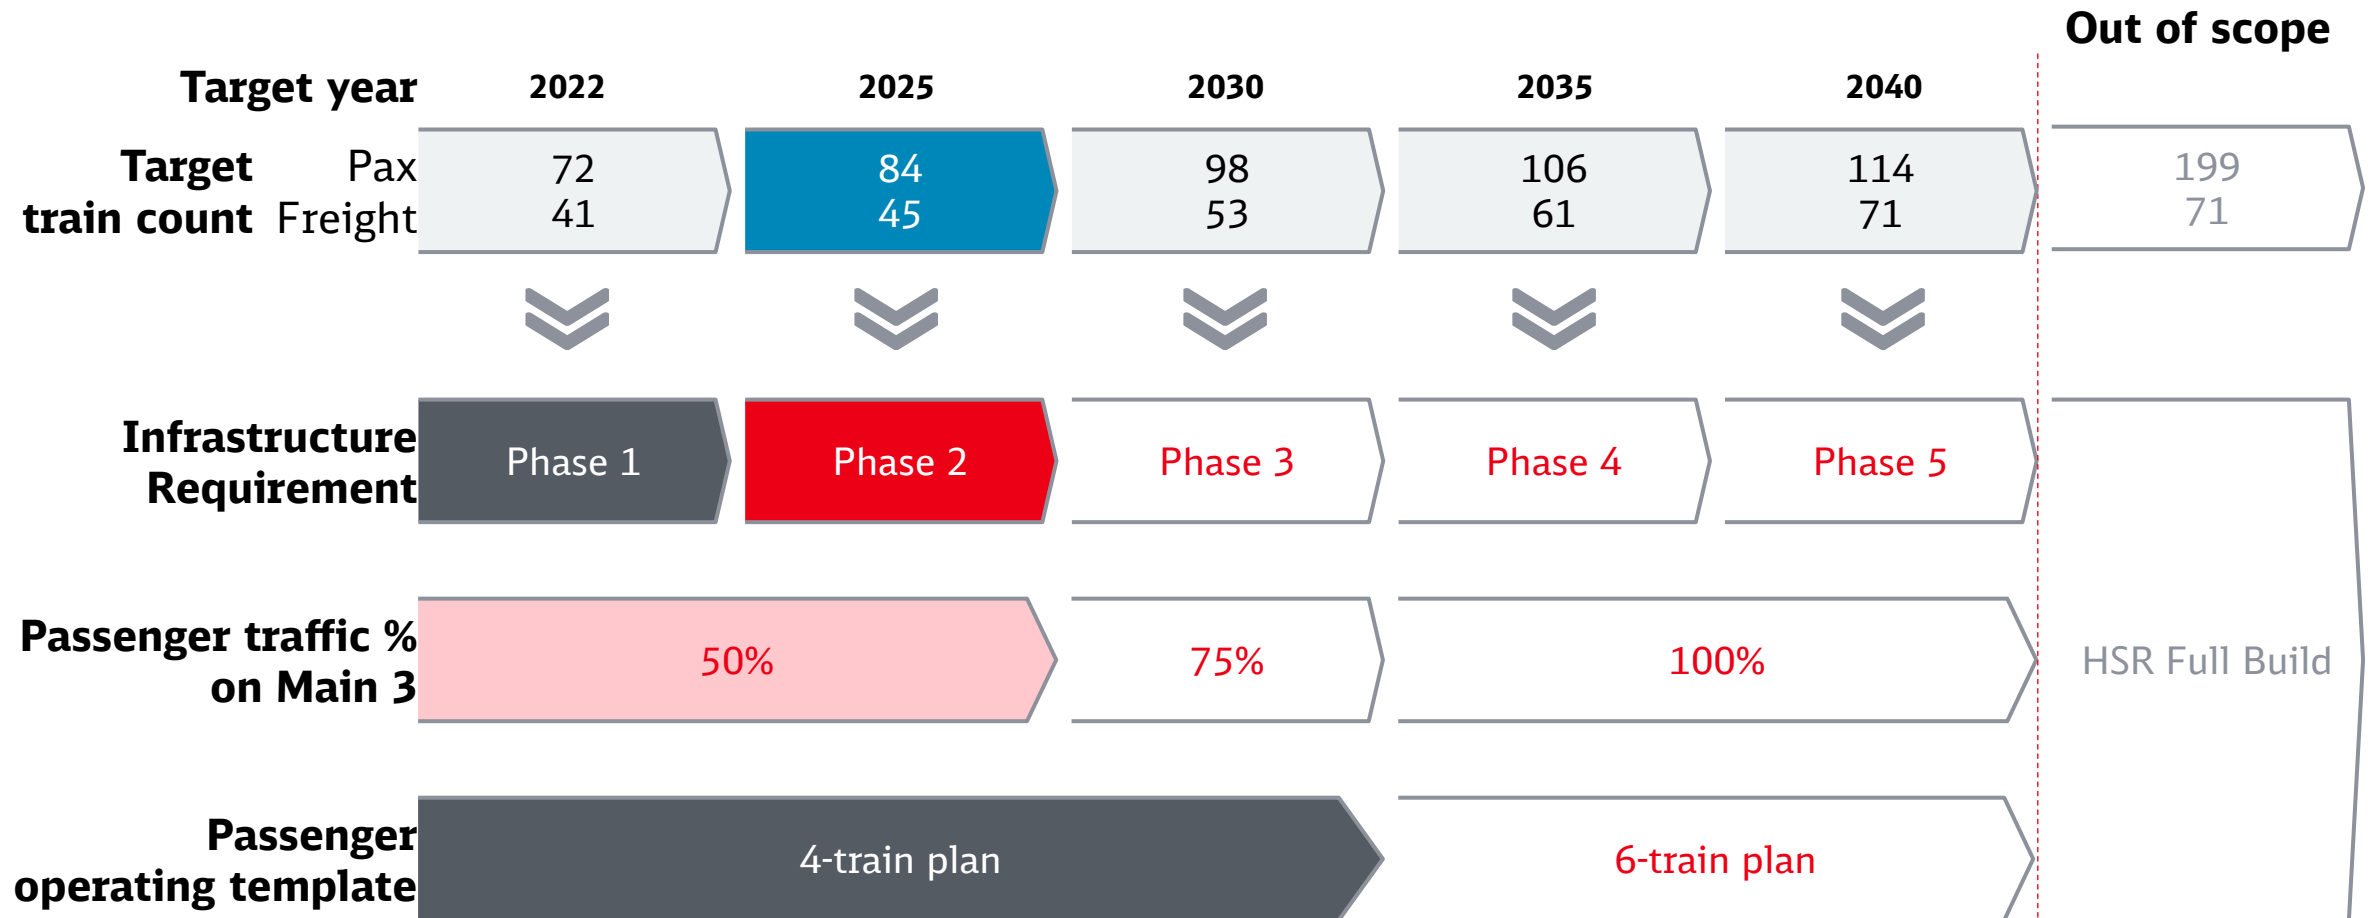 Out of scope
Target year 2022 2025 2030 2035 2040
Target Pax 72 84 98 106 114 199
train count Freight 41 45 53 61 71 71
Infrastructure
Requirement
Phase 1 Phase 2 Phase 3 Phase 4 Phase 5
Passenger traffic %
on Main 3
50% 75% 100% HSR Full Build
Passenger
operating template
4-train plan 6-train plan